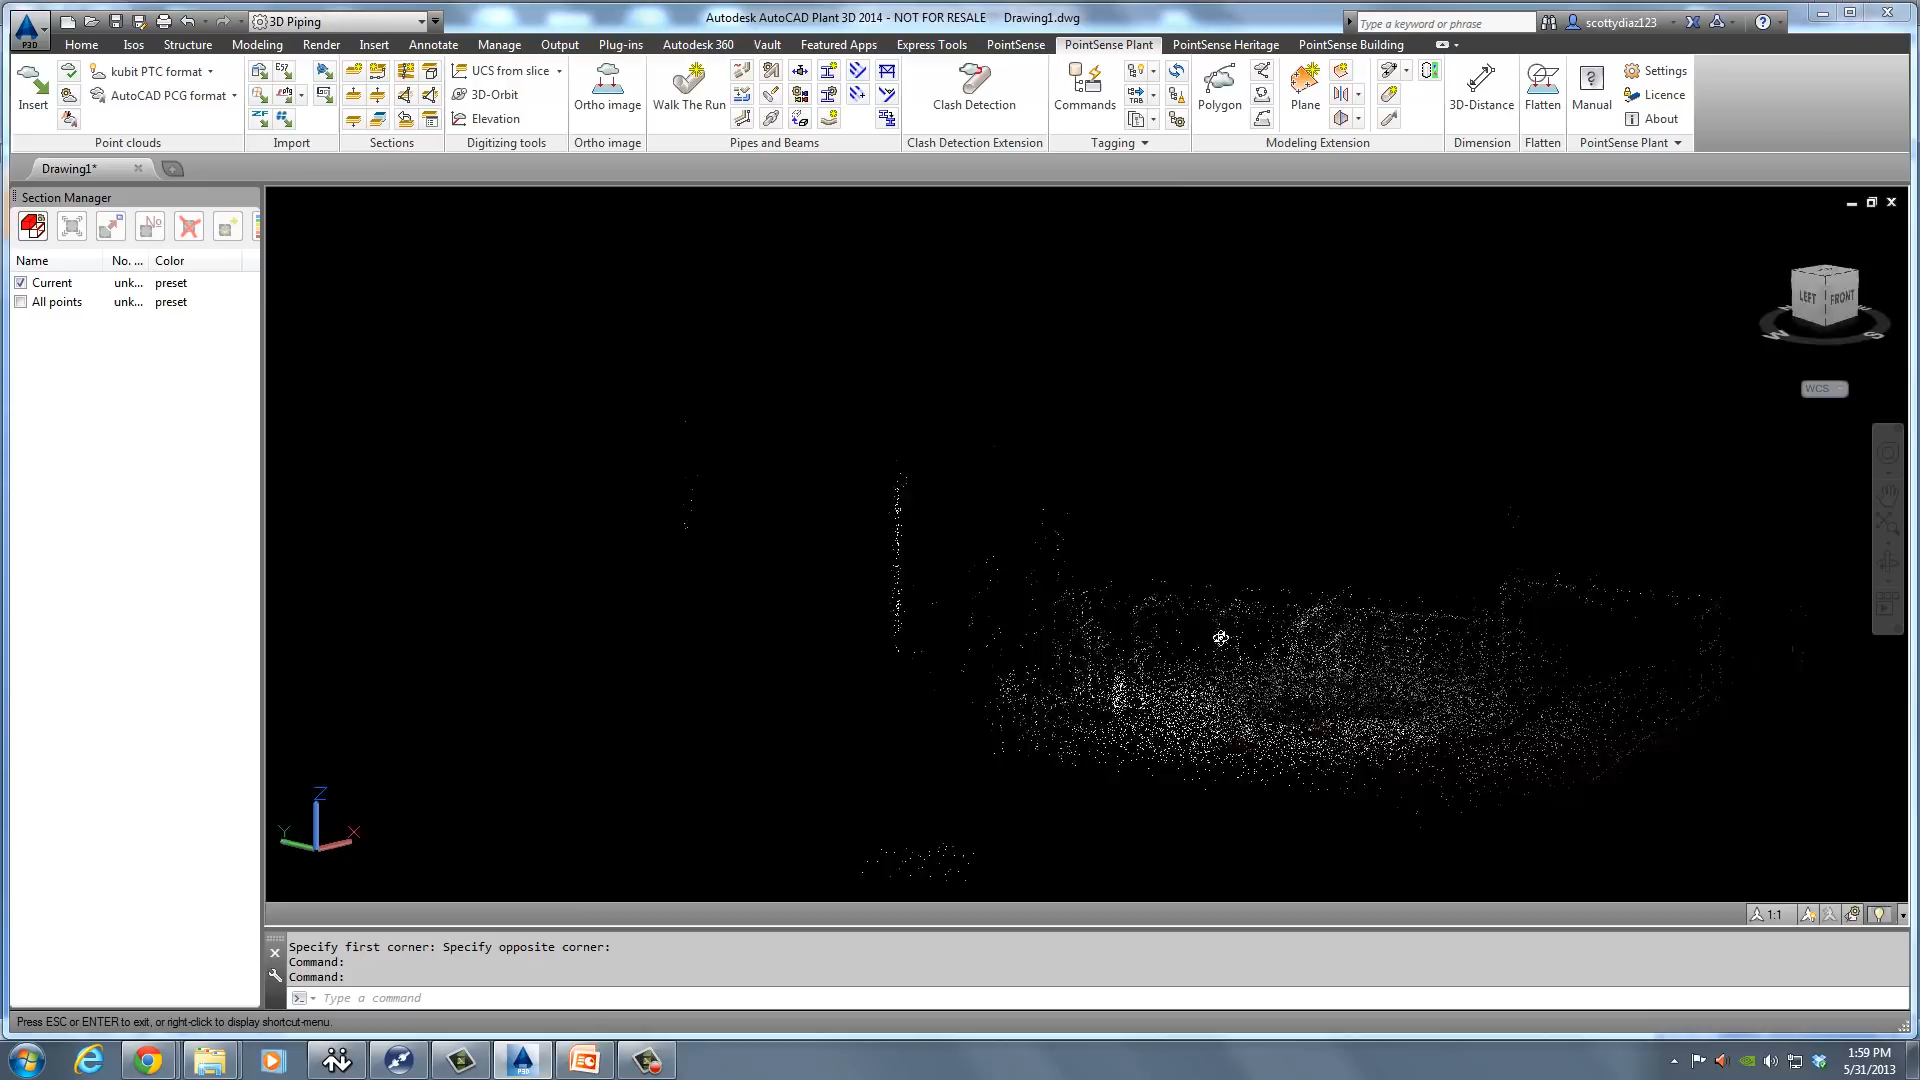 3D Piping
Autodesk AutoCAD Plant 3D 2014 - NOT FOR RESALE Drawing1.dwg
Type a keyword or phrase
scottydiaz123
P3D
Home Isos Structure Modeling Render Insert Annotate Manage Output Plug-ins Autodesk 360 Vault Featured Apps Express Tools PointSense PointSense Plant PointSense Heritage PointSense Building
Insert
kubit PTC format
AutoCAD PCG format
Point clouds
E57
.ptg
ZF
Import
Sections
UCS from slice
3D-Orbit
Elevation
Digitizing tools
Ortho image
Ortho image
Walk The Run
Pipes and Beams
Clash Detection
Clash Detection Extension
Commands
TAB
Tagging
Polygon
Plane
Modeling Extension
3D-Distance
Dimension
Flatten
Flatten
Manual
Settings
Licence
About
PointSense Plant
Drawing1*
Section Manager
No
Name No. ... Color
Current unk... preset
All points unk... preset
LEFT FRONT
W S
WCS
Z
Y X
1:1
Specify first corner: Specify opposite corner:
Command:
Command:
Type a command
Press ESC or ENTER to exit, or right-click to display shortcut-menu.
P3D
1:59 PM
5/31/2013